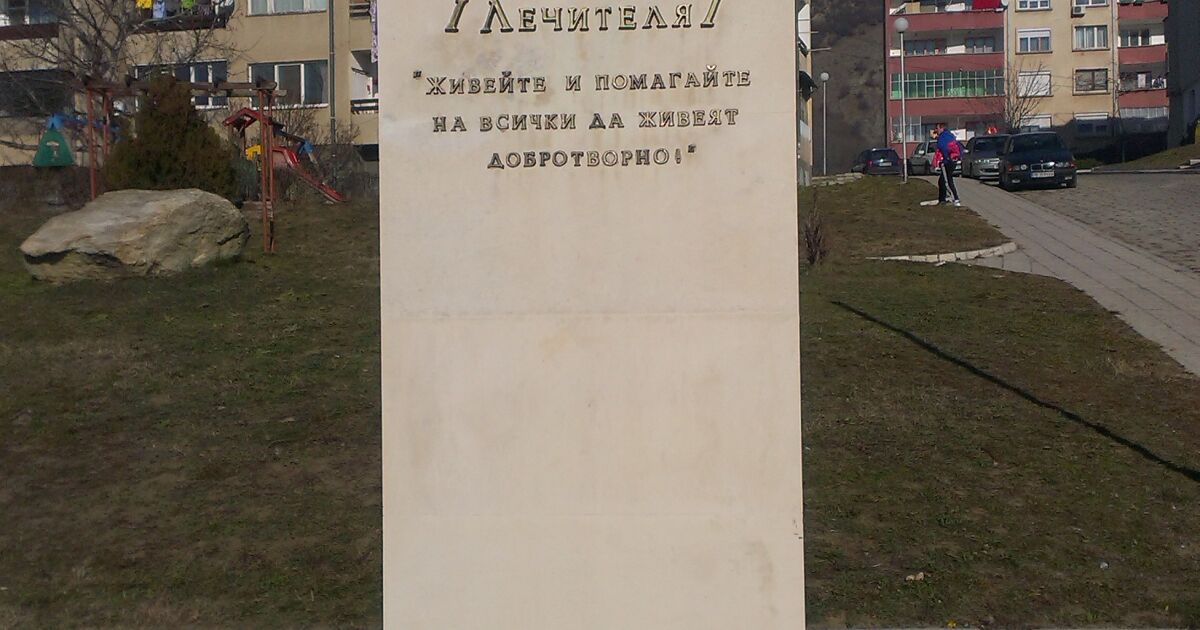 / ЛЕЧИТЕЛЯ /
"ЖИВЕЙТЕ И ПОМАГАЙТЕ
НА ВСИЧКИ ДА ЖИВЕЯТ
ДОБРОТВОРНО!"